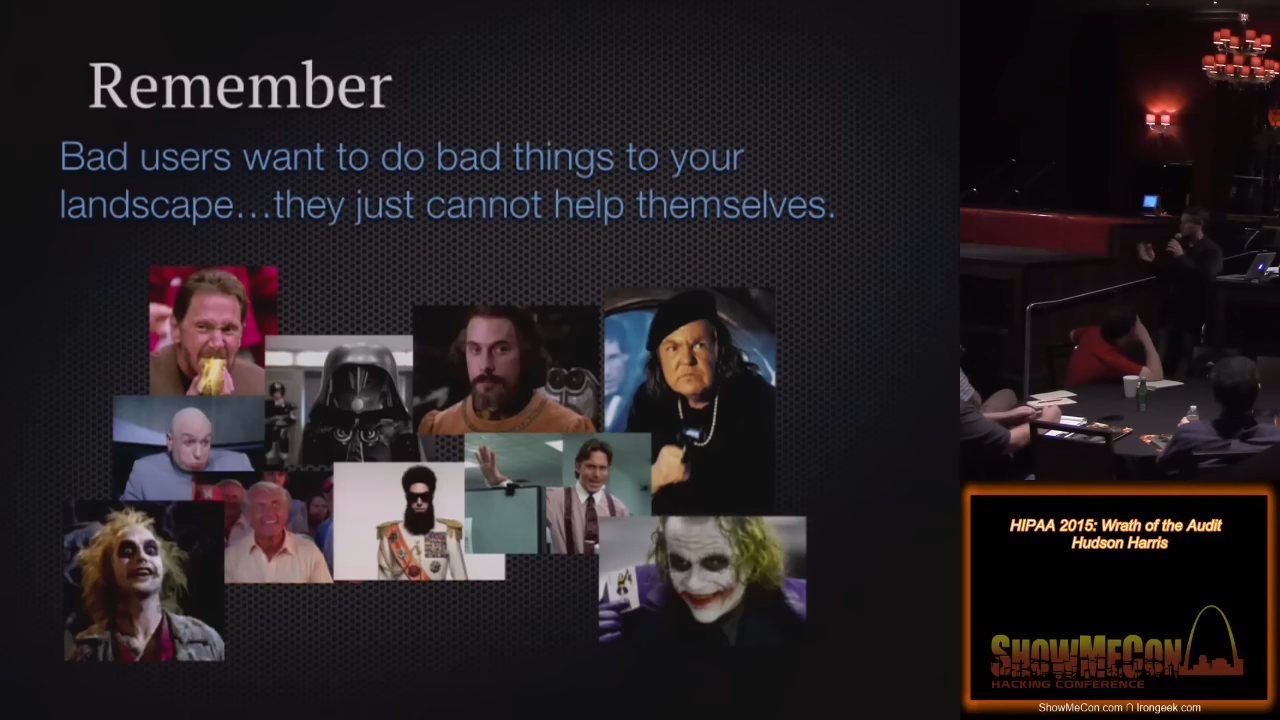 Remember
Bad users want to do bad things to your
landscape...they just cannot help themselves.
HIPAA 2015: Wrath of the Audit
Hudson Harris
ShowMeCon
HACKING CONFERENCE
ShowMeCon.com ∩ Irongeek.com